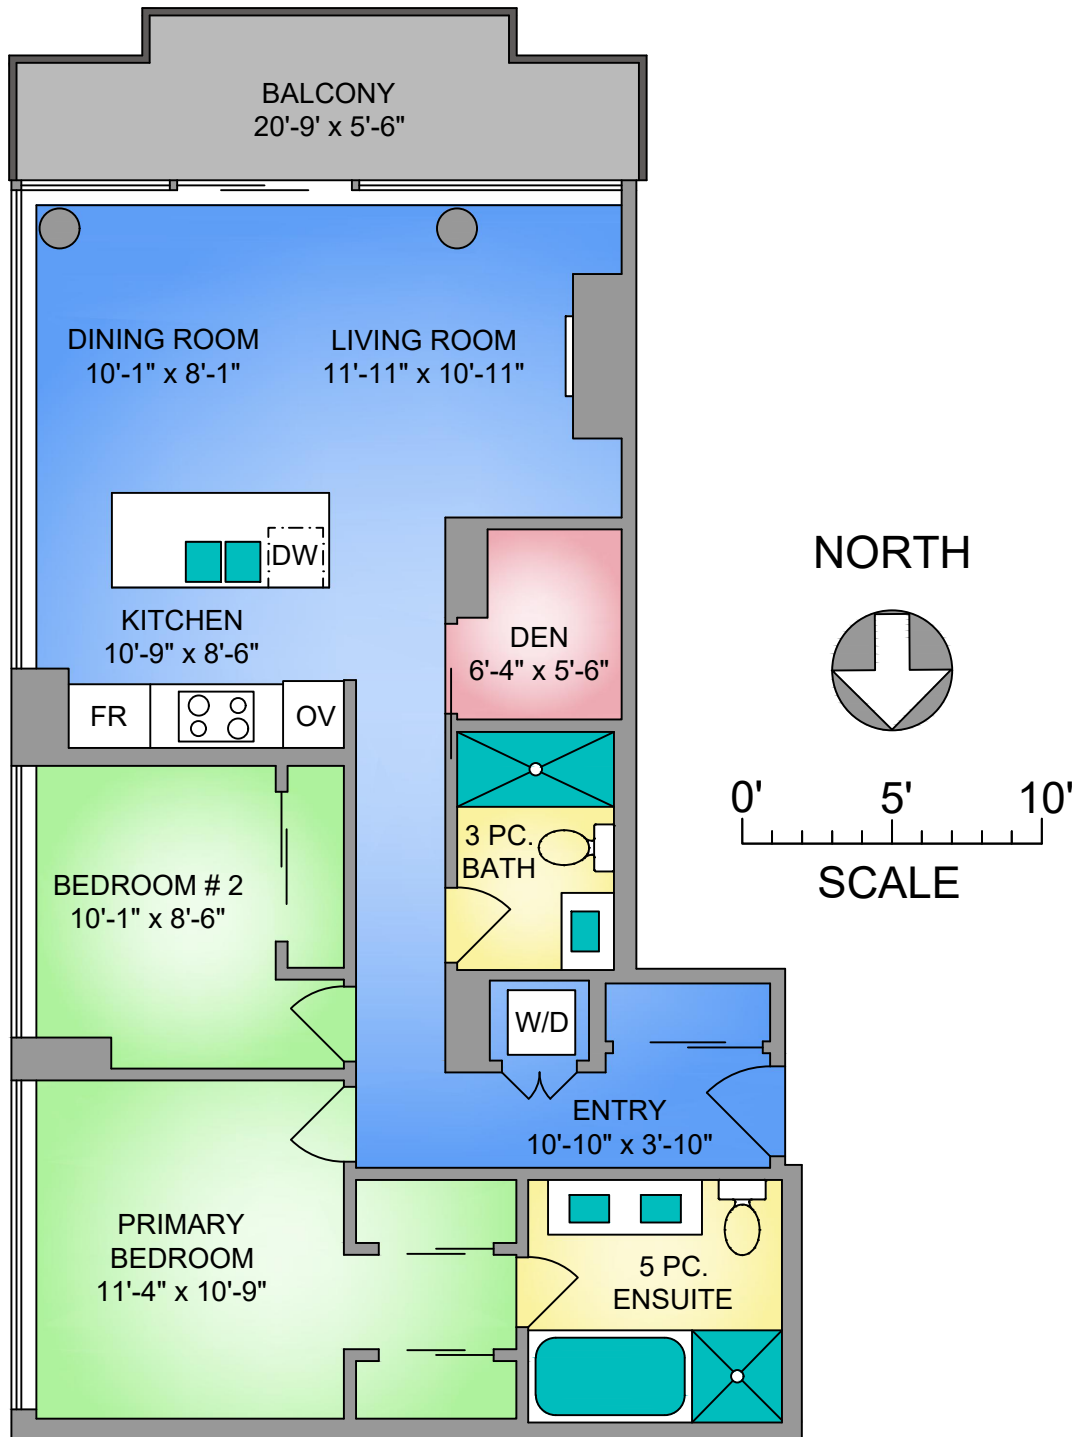 BALCONY
20'-9' x 5'-6"
DINING ROOM
10'-1" x 8'-1"
LIVING ROOM
11'-11" x 10'-11"
DW
KITCHEN
10'-9" x 8'-6"
DEN
6'-4" x 5'-6"
FR
OV
NORTH
0' 5' 10'
SCALE
3 PC.
BATH
BEDROOM # 2
10'-1" x 8'-6"
W/D
ENTRY
10'-10" x 3'-10"
PRIMARY
BEDROOM
11'-4" x 10'-9"
5 PC.
ENSUITE